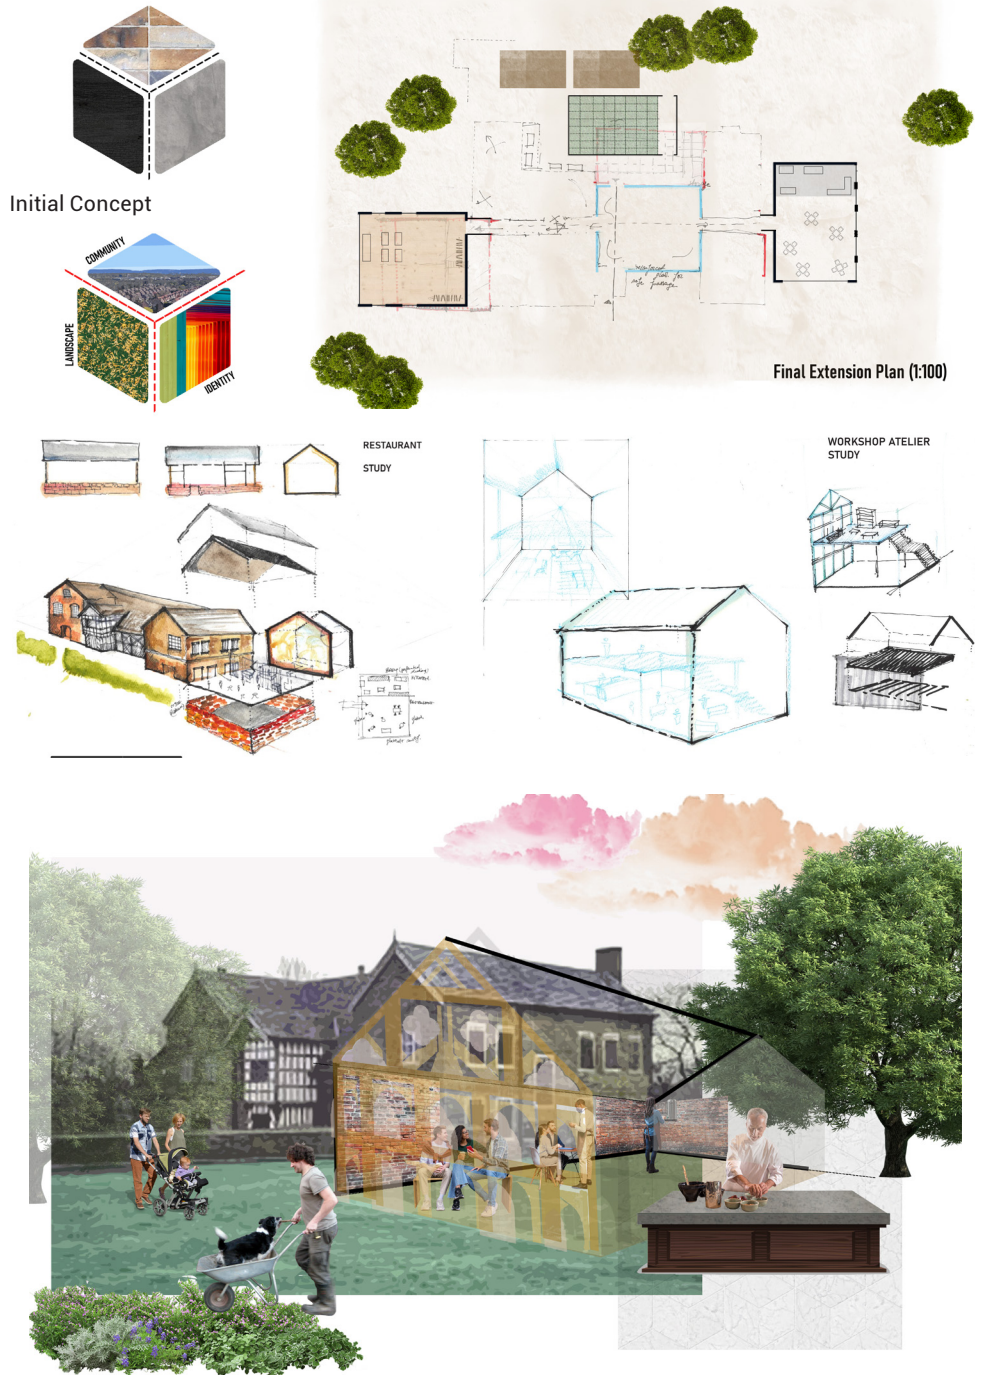 Initial Concept
COMMUNITY
LANDSCAPE
IDENTITY
Final Extension Plan (1:100)
RESTAURANT
STUDY
WORKSHOP ATELIER
STUDY